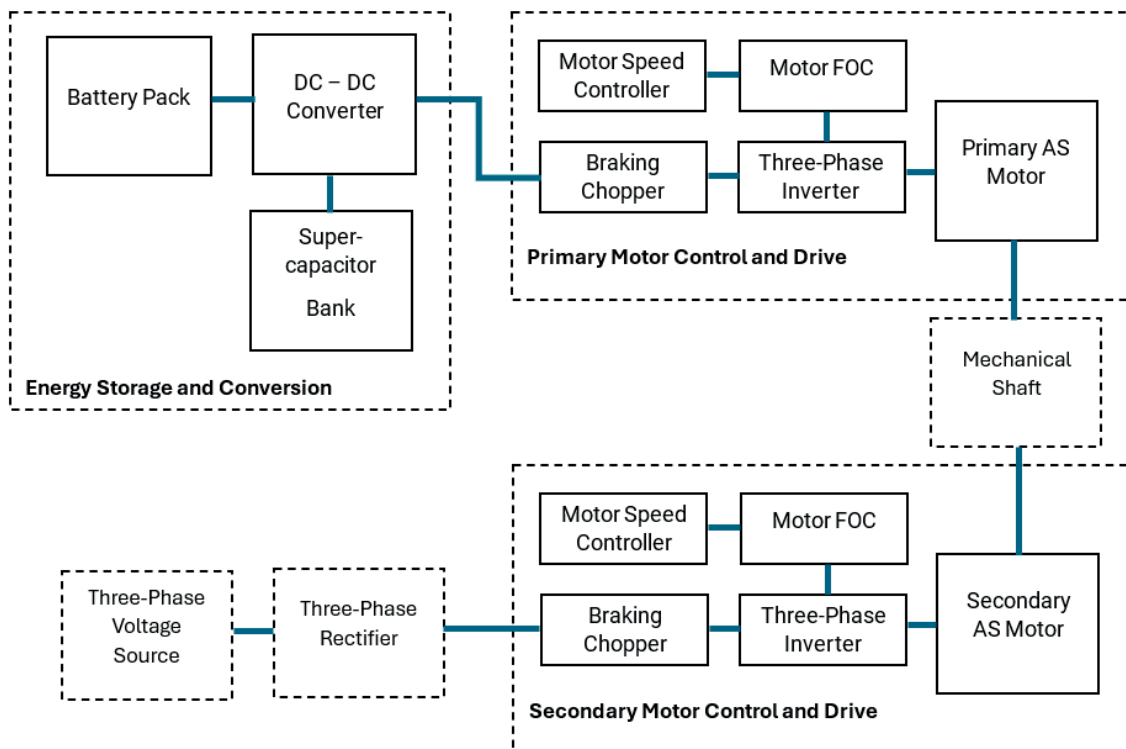 Battery Pack
DC – DC
Converter
Super-
capacitor
Bank
Energy Storage and Conversion
Motor Speed
Controller
Motor FOC
Braking
Chopper
Three-Phase
Inverter
Primary AS
Motor
Primary Motor Control and Drive
Mechanical
Shaft
Motor Speed
Controller
Motor FOC
Three-Phase
Voltage
Source
Three-Phase
Rectifier
Braking
Chopper
Three-Phase
Inverter
Secondary
AS Motor
Secondary Motor Control and Drive